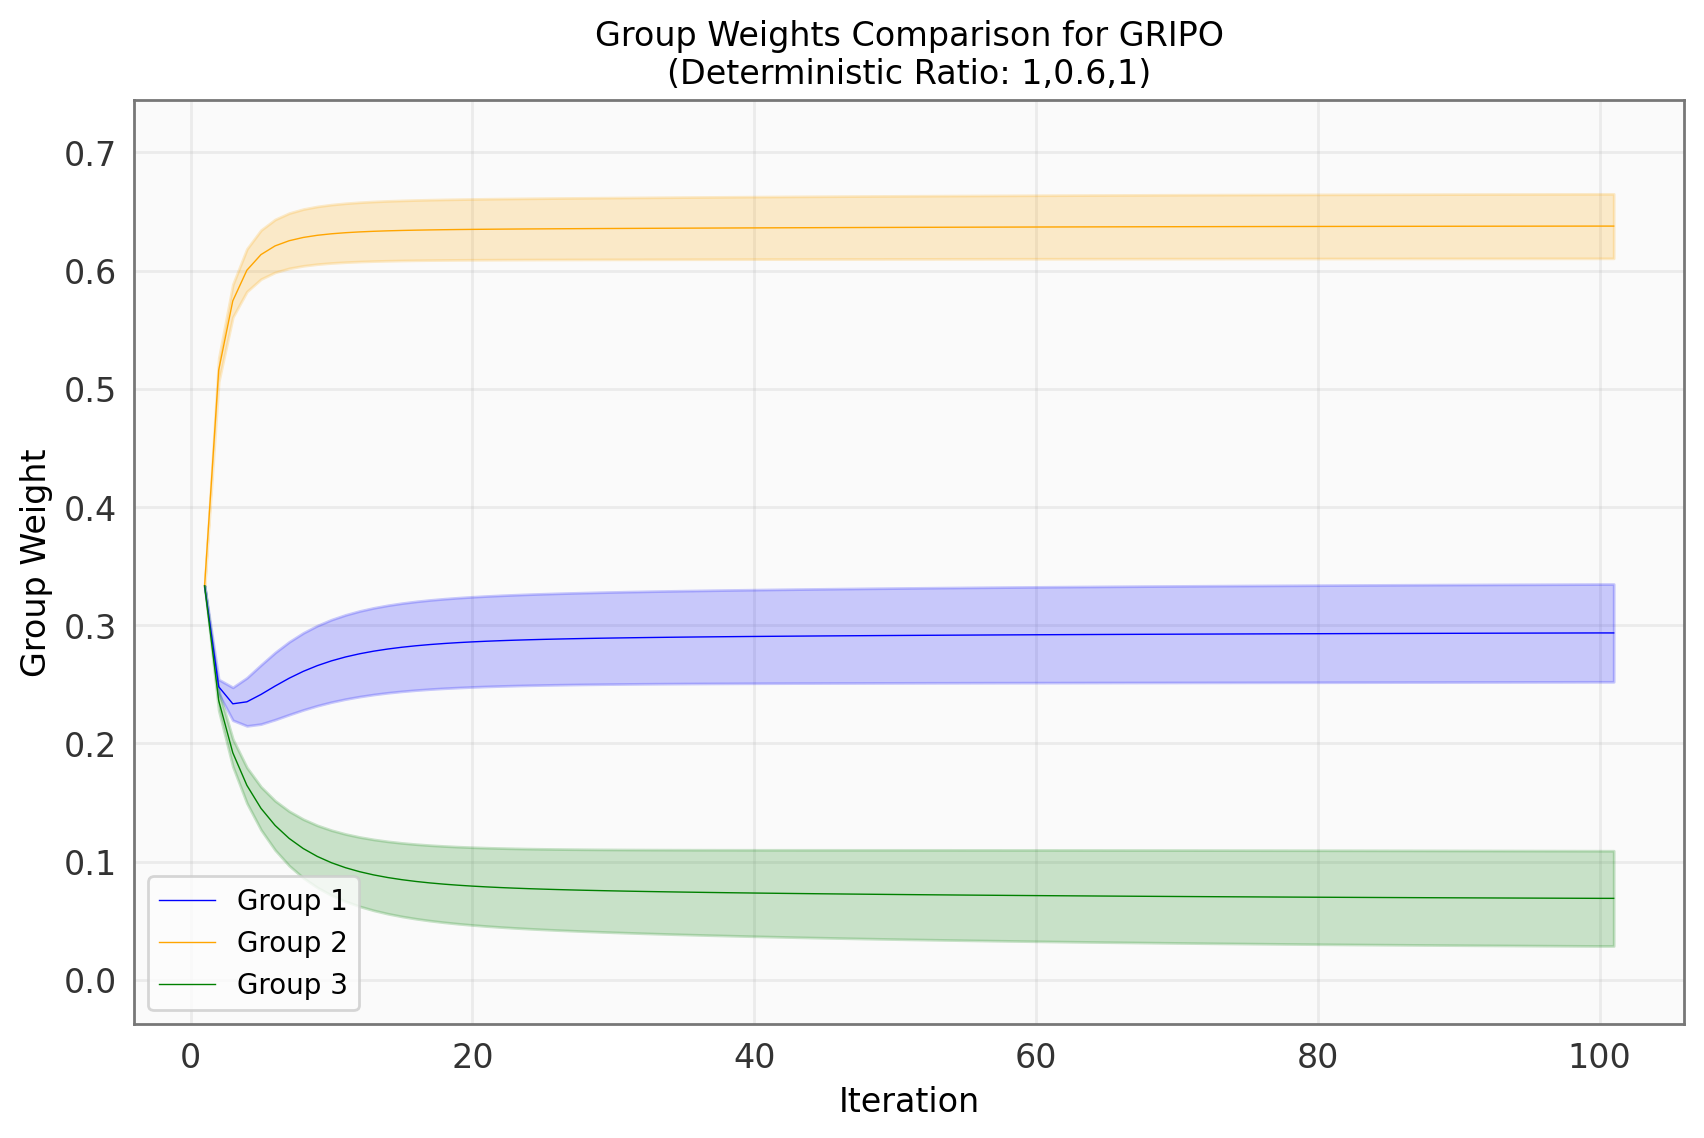 Group Weights Comparison for GRIPO
(Deterministic Ratio: 1,0.6,1)
Group Weight
0.7
0.6
0.5
0.4
0.3
0.2
0.1
0.0
Group 1
Group 2
Group 3
0 20 40 60 80 100
Iteration